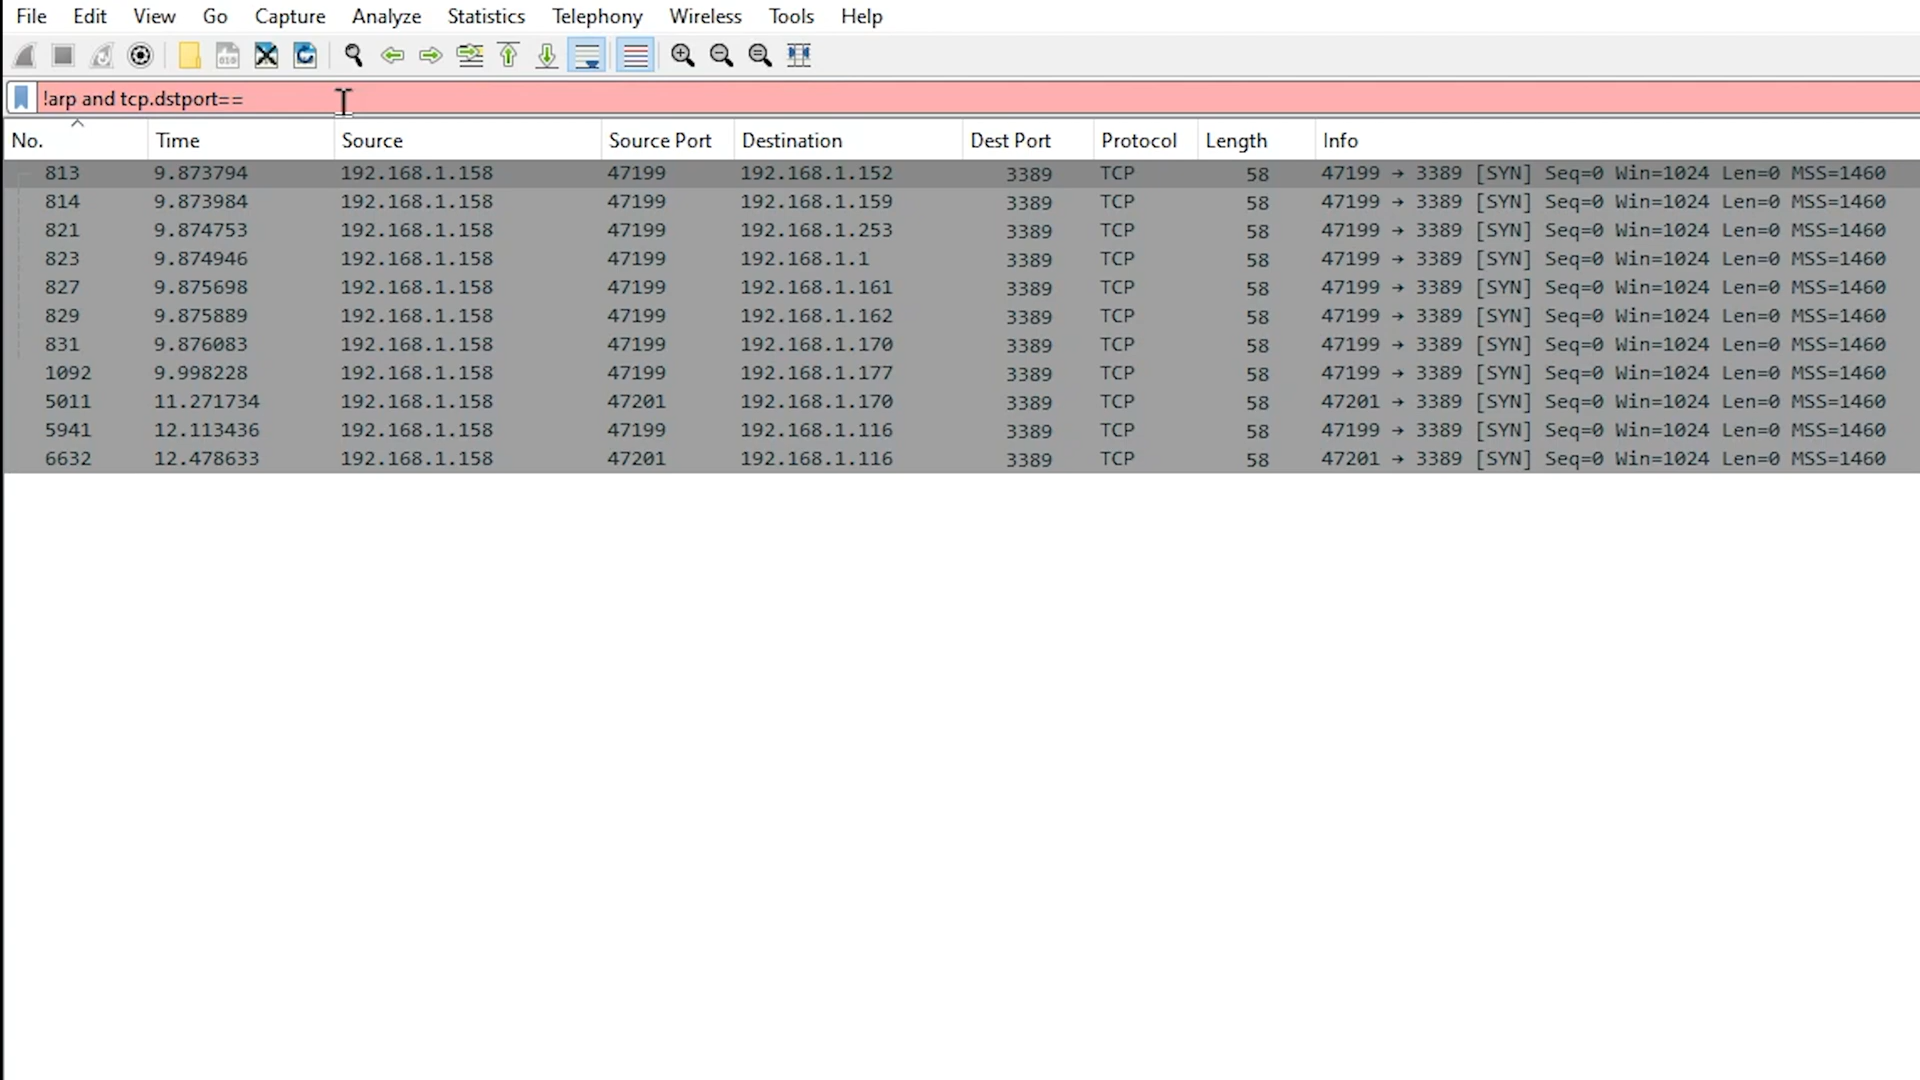 File Edit View Go Capture Analyze Statistics Telephony Wireless Tools Help
!arp and tcp.dstport==
No. Time Source Source Port Destination Dest Port Protocol Length Info
813 9.873794 192.168.1.158 47199 192.168.1.152 3389 TCP 58 47199 → 3389 [SYN] Seq=0 Win=1024 Len=0 MSS=1460
814 9.873984 192.168.1.158 47199 192.168.1.159 3389 TCP 58 47199 → 3389 [SYN] Seq=0 Win=1024 Len=0 MSS=1460
821 9.874753 192.168.1.158 47199 192.168.1.253 3389 TCP 58 47199 → 3389 [SYN] Seq=0 Win=1024 Len=0 MSS=1460
823 9.874946 192.168.1.158 47199 192.168.1.1 3389 TCP 58 47199 → 3389 [SYN] Seq=0 Win=1024 Len=0 MSS=1460
827 9.875698 192.168.1.158 47199 192.168.1.161 3389 TCP 58 47199 → 3389 [SYN] Seq=0 Win=1024 Len=0 MSS=1460
829 9.875889 192.168.1.158 47199 192.168.1.162 3389 TCP 58 47199 → 3389 [SYN] Seq=0 Win=1024 Len=0 MSS=1460
831 9.876083 192.168.1.158 47199 192.168.1.170 3389 TCP 58 47199 → 3389 [SYN] Seq=0 Win=1024 Len=0 MSS=1460
1092 9.998228 192.168.1.158 47199 192.168.1.177 3389 TCP 58 47199 → 3389 [SYN] Seq=0 Win=1024 Len=0 MSS=1460
5011 11.271734 192.168.1.158 47201 192.168.1.170 3389 TCP 58 47201 → 3389 [SYN] Seq=0 Win=1024 Len=0 MSS=1460
5941 12.113436 192.168.1.158 47199 192.168.1.116 3389 TCP 58 47199 → 3389 [SYN] Seq=0 Win=1024 Len=0 MSS=1460
6632 12.478633 192.168.1.158 47201 192.168.1.116 3389 TCP 58 47201 → 3389 [SYN] Seq=0 Win=1024 Len=0 MSS=1460